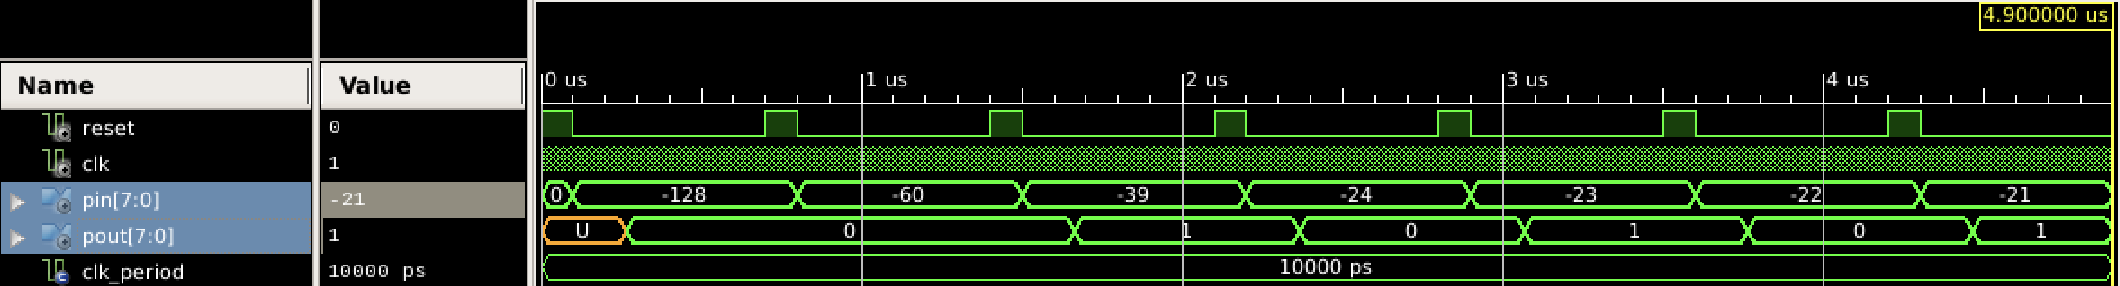 4.900000 us
Name Value 0 us 1 us 2 us 3 us 4 us
reset 0
clk 1
pin[7:0] -21 0 -128 -60 -39 -24 -23 -22 -21
pout[7:0] 1 U 0 1 0 1 0 1
clk_period 10000 ps 10000 ps